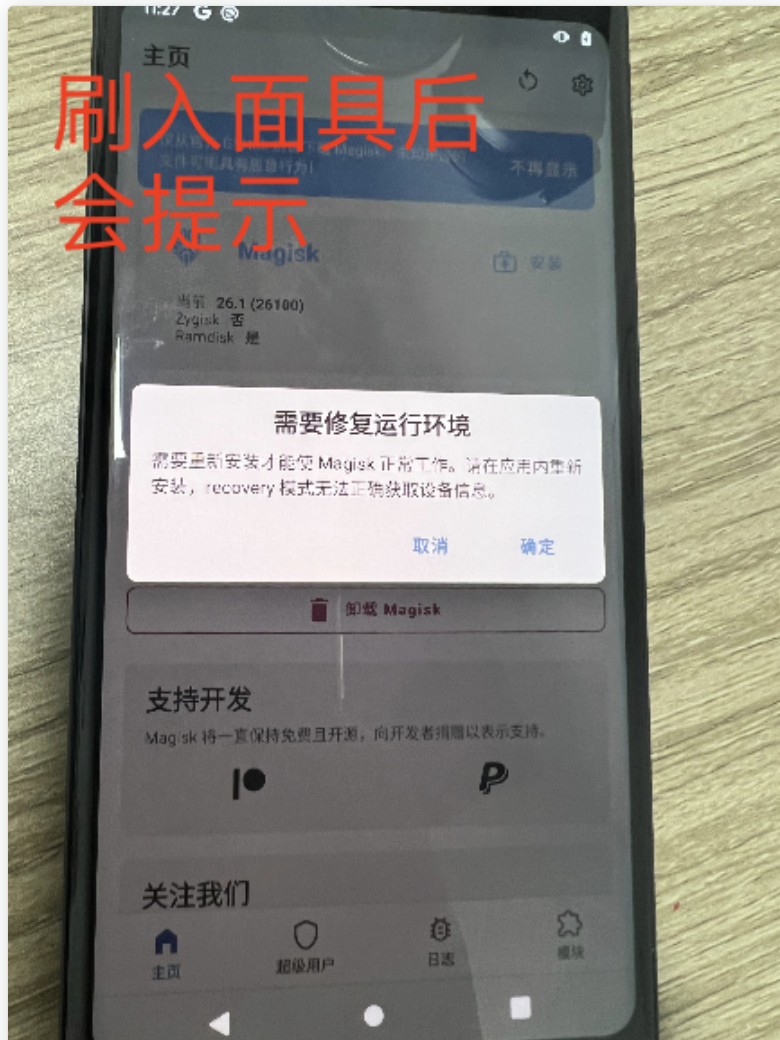 11:27
主页
刷入面具后
会提示
不再显示
Magisk
安装
当前 26.1 (26100)
Zygisk 否
Ramdisk 是
需要修复运行环境
需要重新安装才能使 Magisk 正常工作。请在应用内重新
安装，recovery 模式无法正确获取设备信息。
取消 确定
卸载 Magisk
支持开发
Magisk 将一直保持免费且开源，向开发者捐赠以表示支持。
关注我们
主页 超级用户 日志 模块